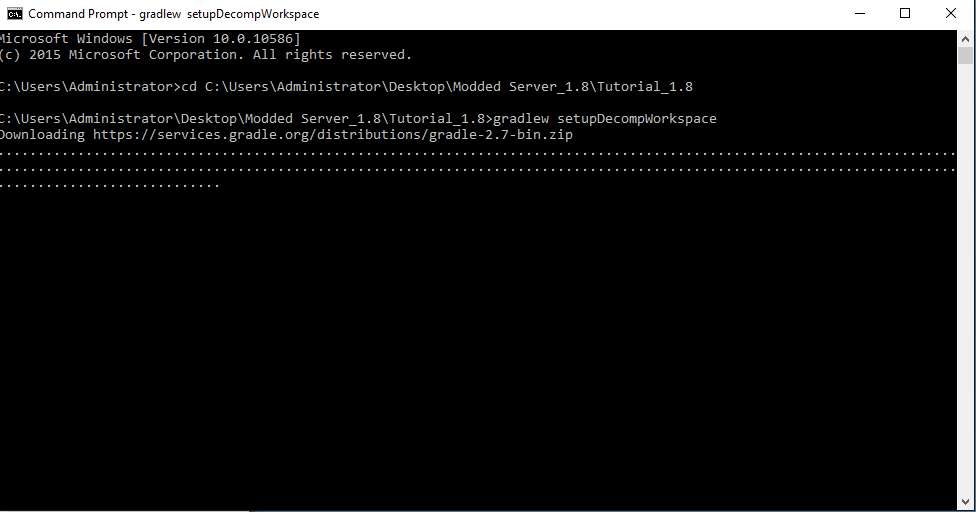 Command Prompt - gradlew setupDecompWorkspace
Microsoft Windows [Version 10.0.10586]
(c) 2015 Microsoft Corporation. All rights reserved.
C:\Users\Administrator>cd C:\Users\Administrator\Desktop\Modded Server_1.8\Tutorial_1.8
C:\Users\Administrator\Desktop\Modded Server_1.8\Tutorial_1.8>gradlew setupDecompWorkspace
Downloading https://services.gradle.org/distributions/gradle-2.7-bin.zip
........................................................................................................................
........................................................................................................................
............................